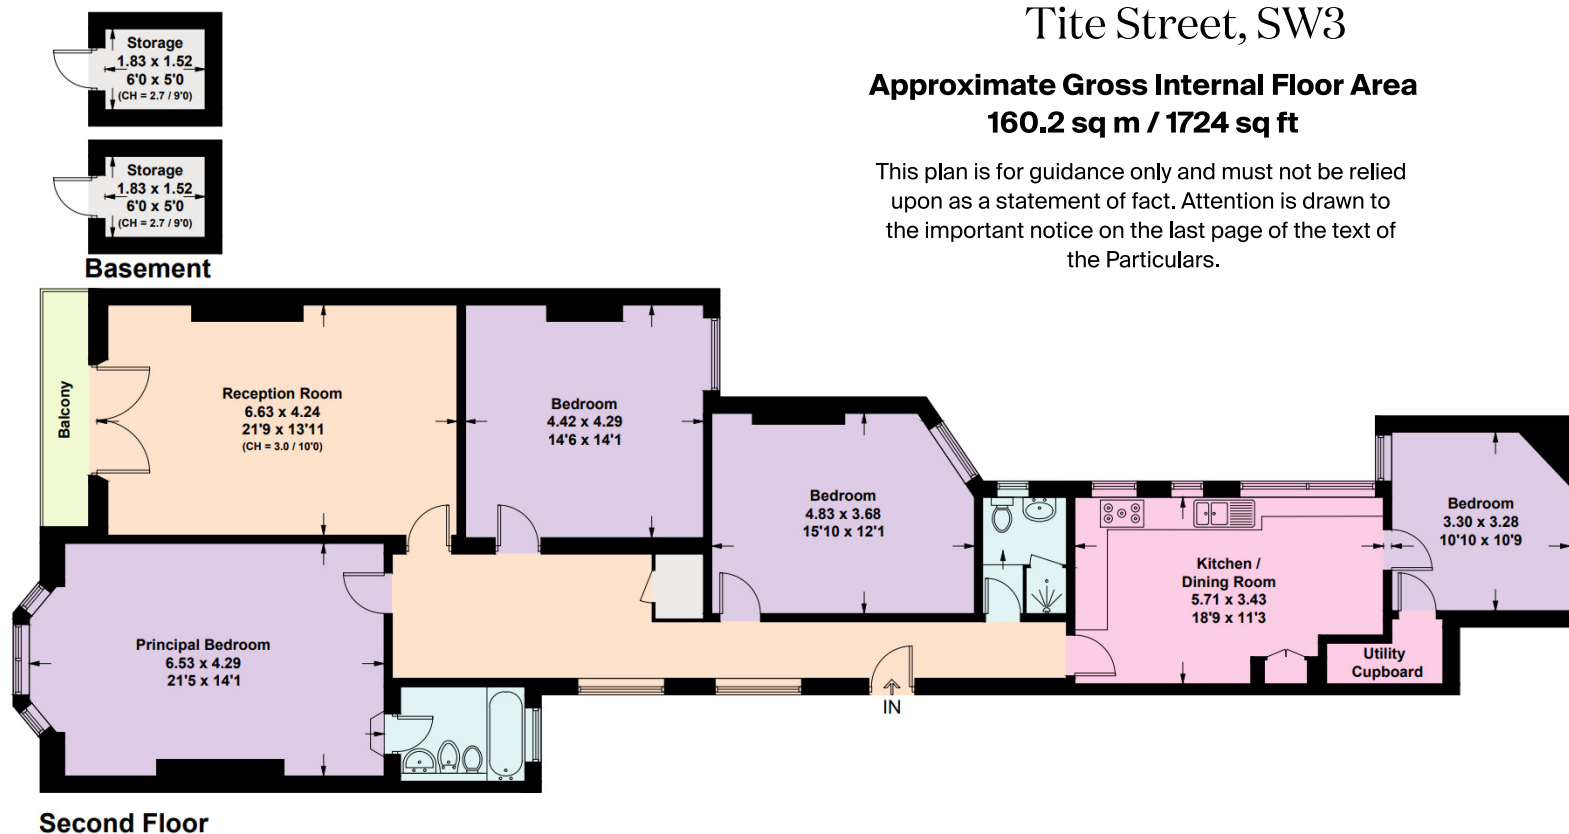 Tite Street, SW3
Approximate Gross Internal Floor Area
160.2 sq m / 1724 sq ft
This plan is for guidance only and must not be relied
upon as a statement of fact. Attention is drawn to
the important notice on the last page of the text of
the Particulars.
Storage
1.83 x 1.52
6'0 x 5'0
(CH = 2.7 / 9'0)
Storage
1.83 x 1.52
6'0 x 5'0
(CH = 2.7 / 9'0)
Basement
Balcony
Reception Room
6.63 x 4.24
21'9 x 13'11
(CH = 3.0 / 10'0)
Bedroom
4.42 x 4.29
14'6 x 14'1
Bedroom
4.83 x 3.68
15'10 x 12'1
Kitchen /
Dining Room
5.71 x 3.43
18'9 x 11'3
Bedroom
3.30 x 3.28
10'10 x 10'9
Utility
Cupboard
Principal Bedroom
6.53 x 4.29
21'5 x 14'1
IN
Second Floor